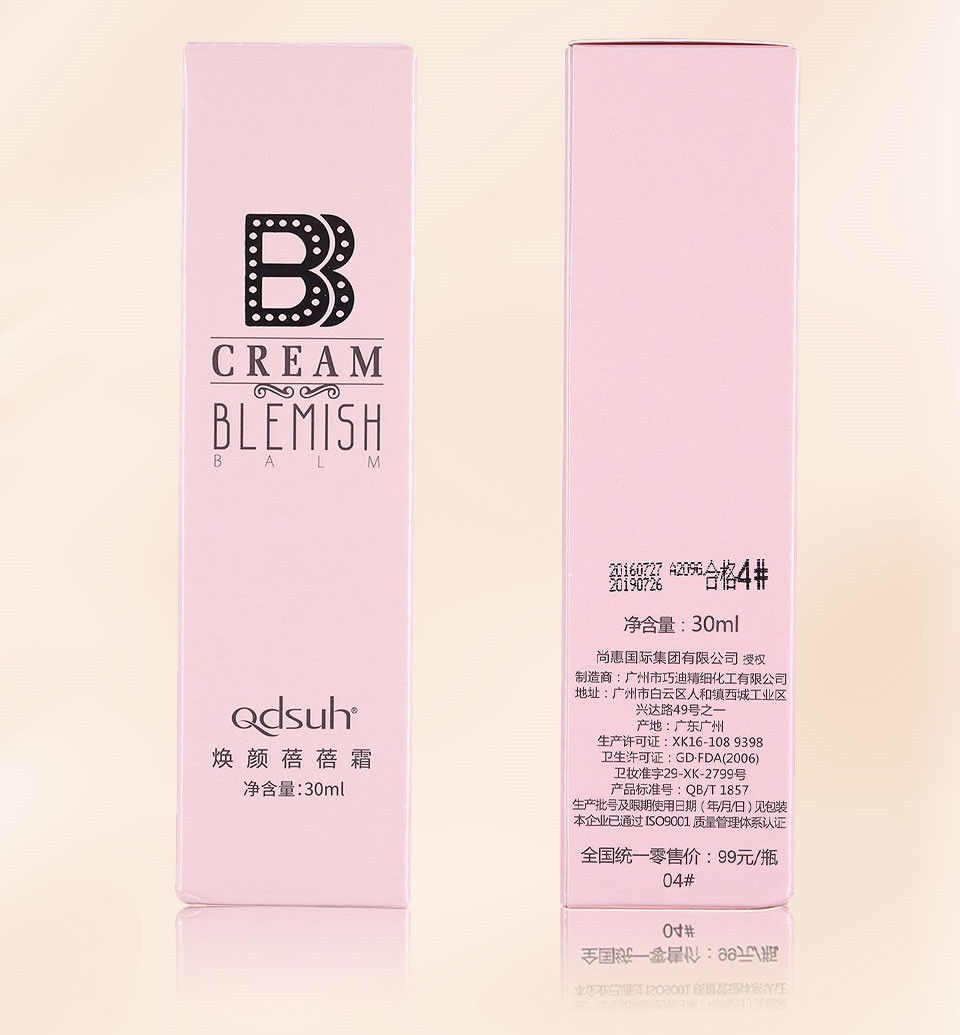 BB
CREAM
BLEMISH
BALM
Qdsuh®
焕颜蓓蓓霜
净含量:30ml
20160727 A2096 合格 4#
20190726
净含量:30ml
尚惠国际集团有限公司 授权
制造商:广州市巧迪精细化工有限公司
地址:广州市白云区人和镇西城工业区
兴达路49号之一
产地:广东广州
生产许可证:XK16-108 9398
卫生许可证:GD·FDA(2006)
卫妆准字29-XK-2799号
产品标准号:QB/T 1857
生产批号及限期使用日期(年/月/日)见包装
本企业已通过 ISO9001 质量管理体系认证
全国统一零售价:99元/瓶
04#